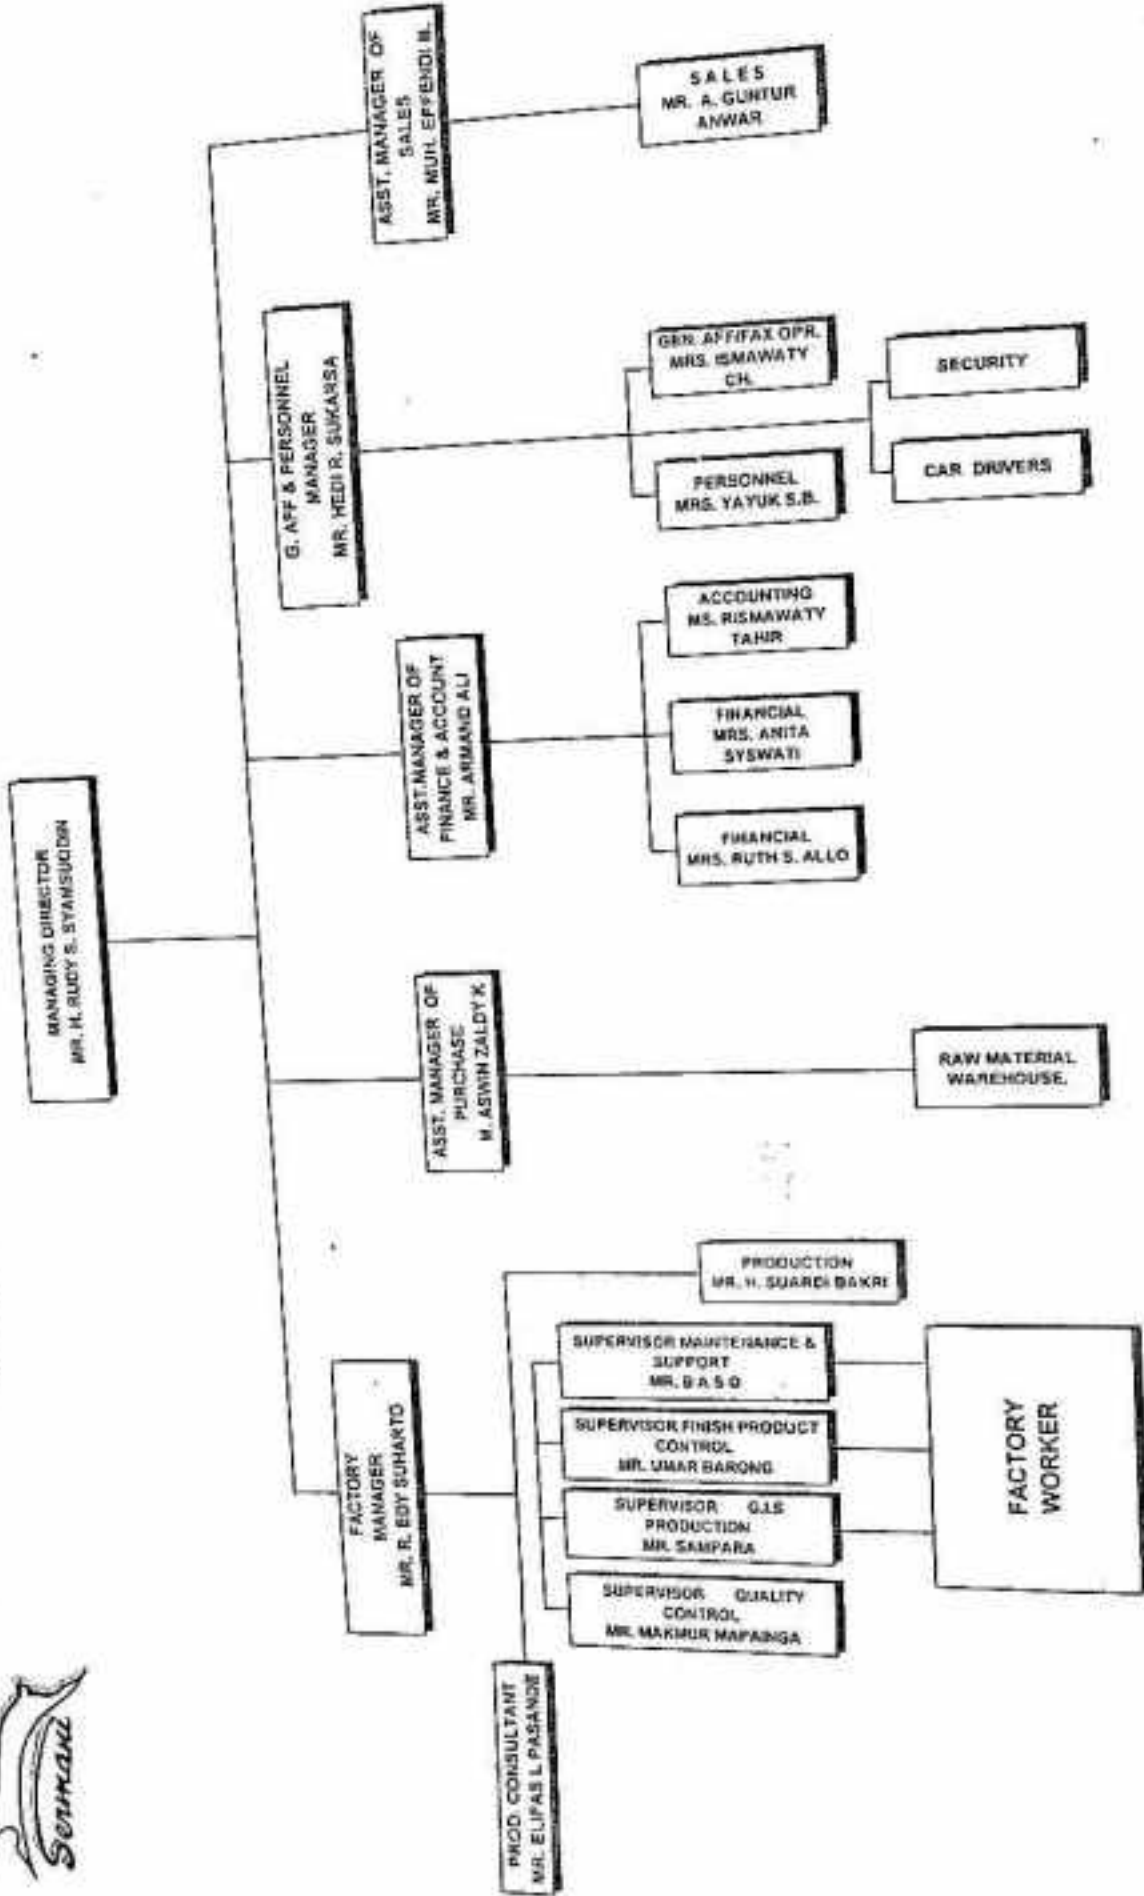 Sermani
MANAGING DIRECTOR
MR. H. RUDY S. SYAMSUDDIN
FACTORY
MANAGER
MR. R. EDY SUHARTO
ASST. MANAGER OF
PURCHASE
M. ASWIN ZALDY K
ASST.MANAGER OF
FINANCE & ACCOUNT
MR. ARMAND ALI
G. AFF & PERSONNEL
MANAGER
MR. HEDI R. SUKARSA
ASST. MANAGER OF
SALES
MR. MUH. EFFENDI M.
PROD. CONSULTANT
MR. ELIFAS L PASANDE
SUPERVISOR QUALITY
CONTROL
MR. MAKMUR MAPAINGA
SUPERVISOR G.I.S
PRODUCTION
MR. SAMPARA
SUPERVISOR FINISH PRODUCT
CONTROL
MR. UMAR BARONG
SUPERVISOR MAINTENANCE &
SUPPORT
MR. B A S O
PRODUCTION
MR. H. SUARDI BAKRI
FINANCIAL
MRS. RUTH S. ALLO
FINANCIAL
MRS. ANITA
SYSWATI
ACCOUNTING
MS. RISMAWATY
TAHIR
PERSONNEL
MRS. YAYUK S.B.
GEN. AFF/FAX OPR.
MRS. ISMAWATY
CH.
SALES
MR. A. GUNTUR
ANWAR
FACTORY
WORKER
RAW MATERIAL
WAREHOUSE.
CAR DRIVERS
SECURITY